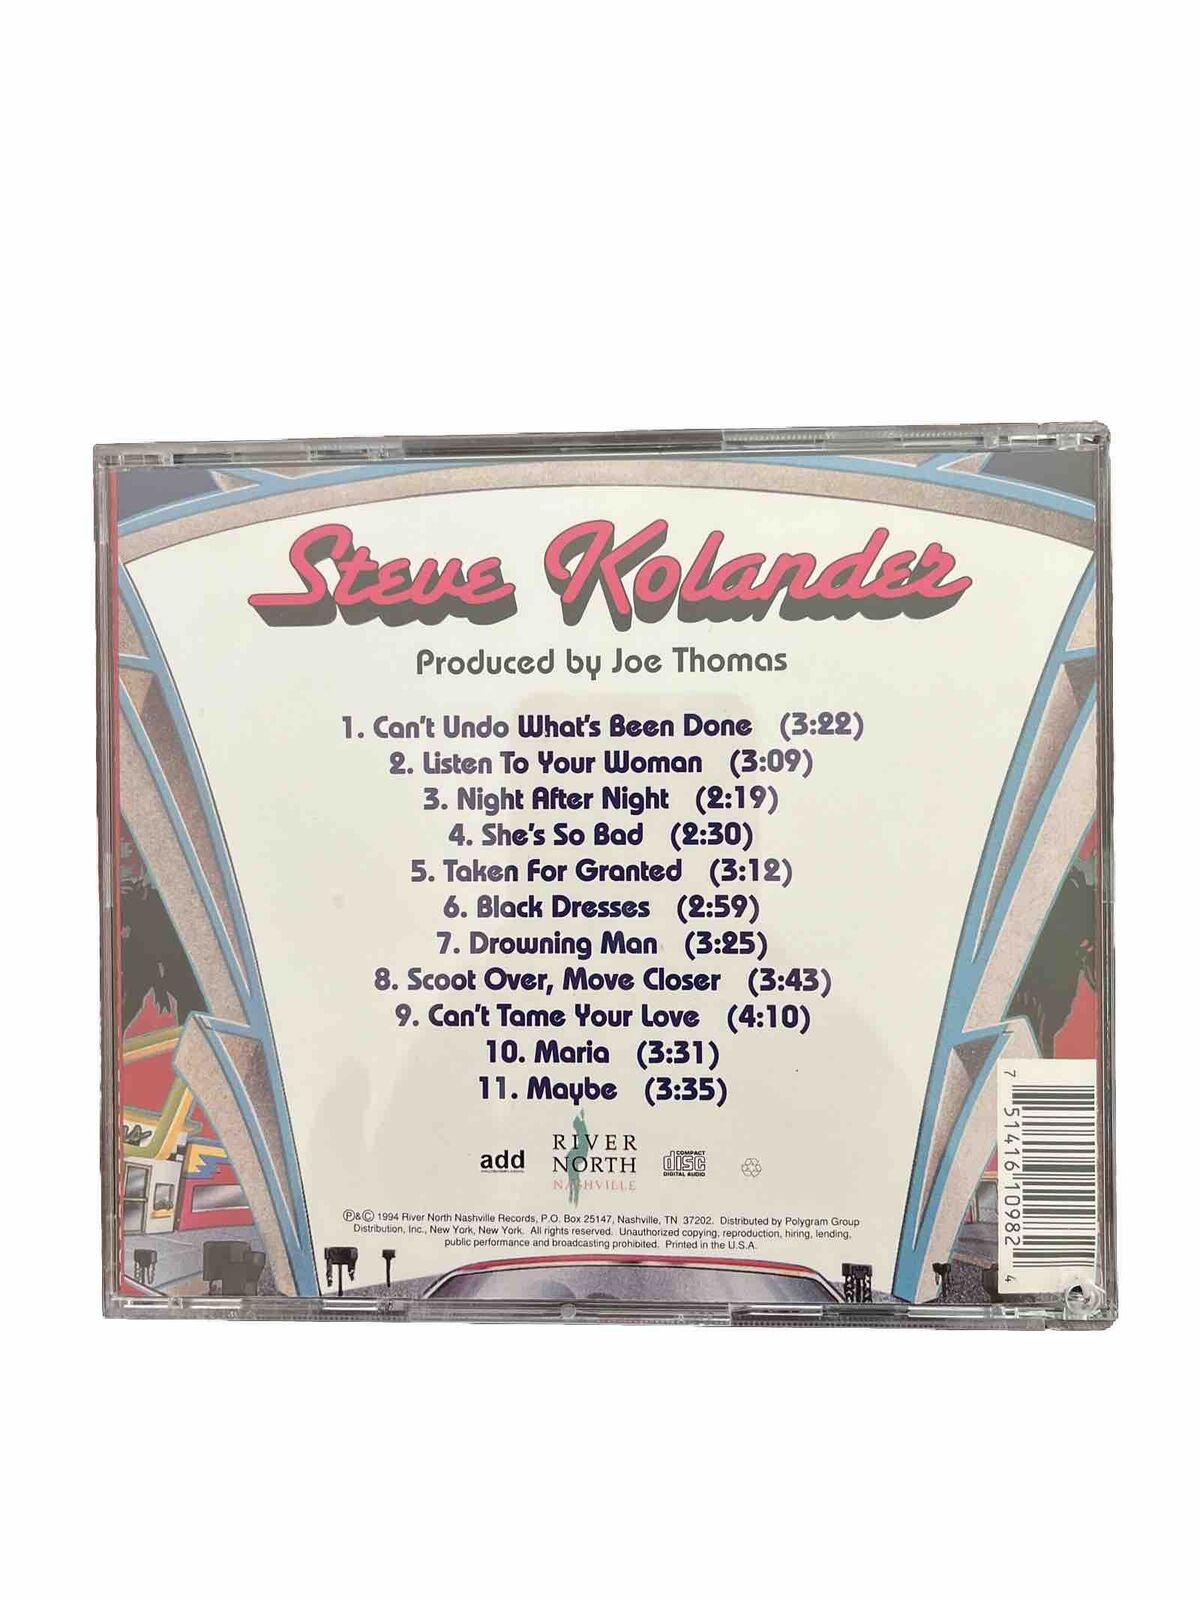 Steve Kolander
Produced by Joe Thomas
1. Can't Undo What's Been Done (3:22)
2. Listen To Your Woman (3:09)
3. Night After Night (2:19)
4. She's So Bad (2:30)
5. Taken For Granted (3:12)
6. Black Dresses (2:59)
7. Drowning Man (3:25)
8. Scoot Over, Move Closer (3:43)
9. Can't Tame Your Love (4:10)
10. Maria (3:31)
11. Maybe (3:35)
add
RIVER
NORTH
NASHVILLE
COMPACT
disc
DIGITAL AUDIO
℗&© 1994 River North Nashville Records, P.O. Box 25147, Nashville, TN 37202. Distributed by Polygram Group
Distribution, Inc., New York, New York. All rights reserved. Unauthorized copying, reproduction, hiring, lending,
public performance and broadcasting prohibited. Printed in the U.S.A.
7 51416 10982 4